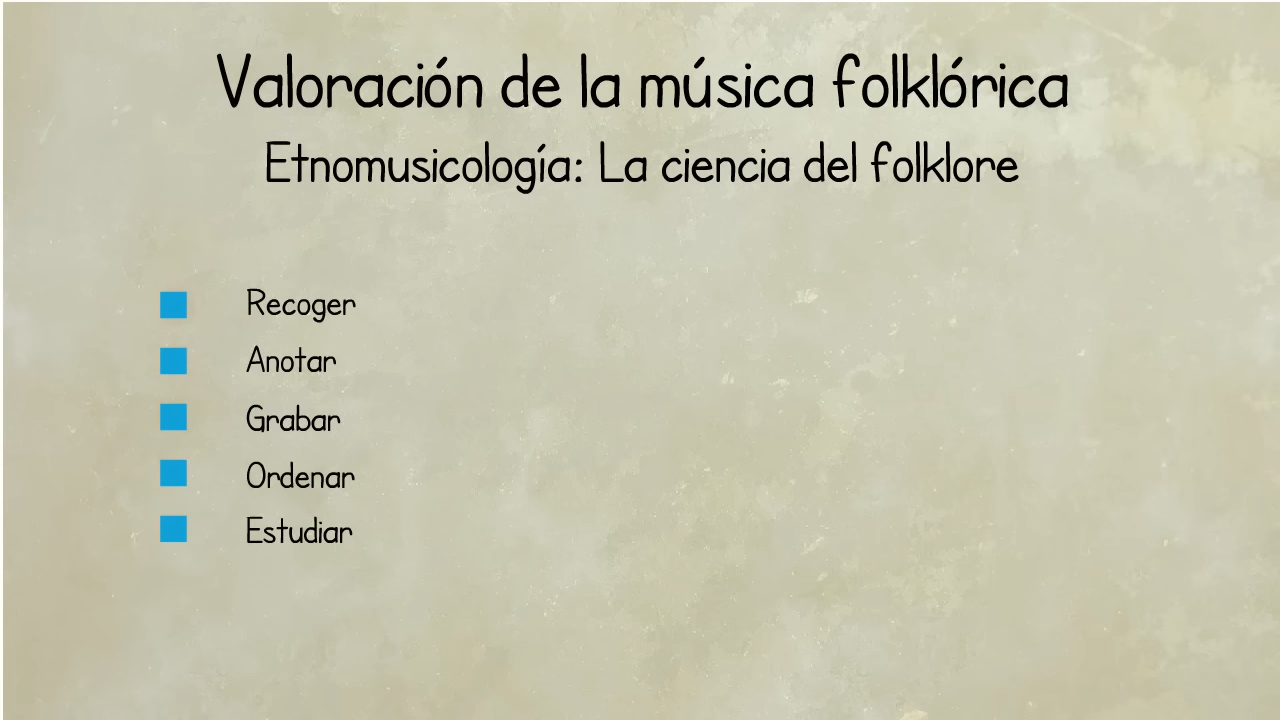 Valoración de la música folklórica
Etnomusicología: La ciencia del folklore
Recoger
Anotar
Grabar
Ordenar
Estudiar